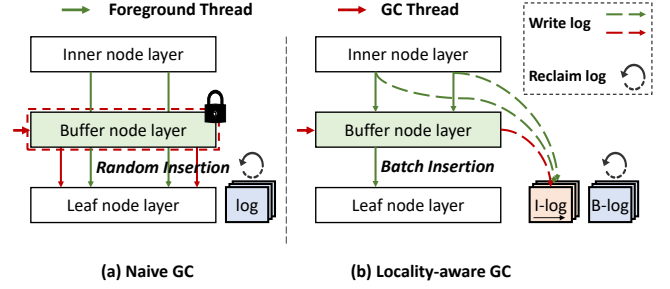 Foreground Thread
GC Thread
Write log
Reclaim log
Inner node layer
Buffer node layer
Random Insertion
Leaf node layer
log
(a) Naive GC
Inner node layer
Buffer node layer
Batch Insertion
Leaf node layer
I-log
B-log
(b) Locality-aware GC